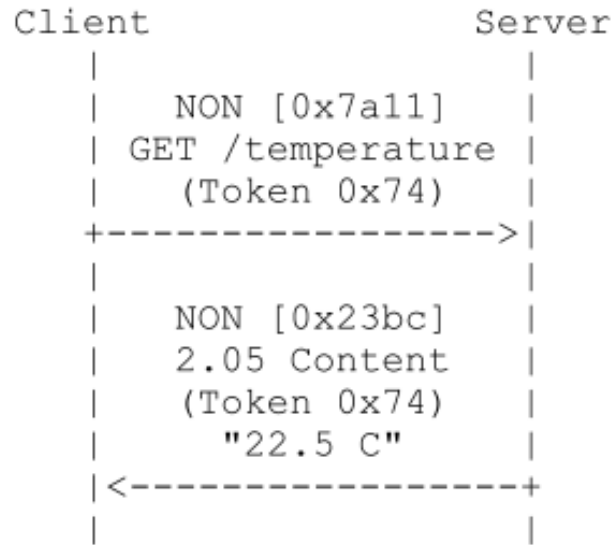 Client Server
NON [0x7a11]
GET /temperature
(Token 0x74)
+----------------->|
NON [0x23bc]
2.05 Content
(Token 0x74)
"22.5 C"
|<-----------------+